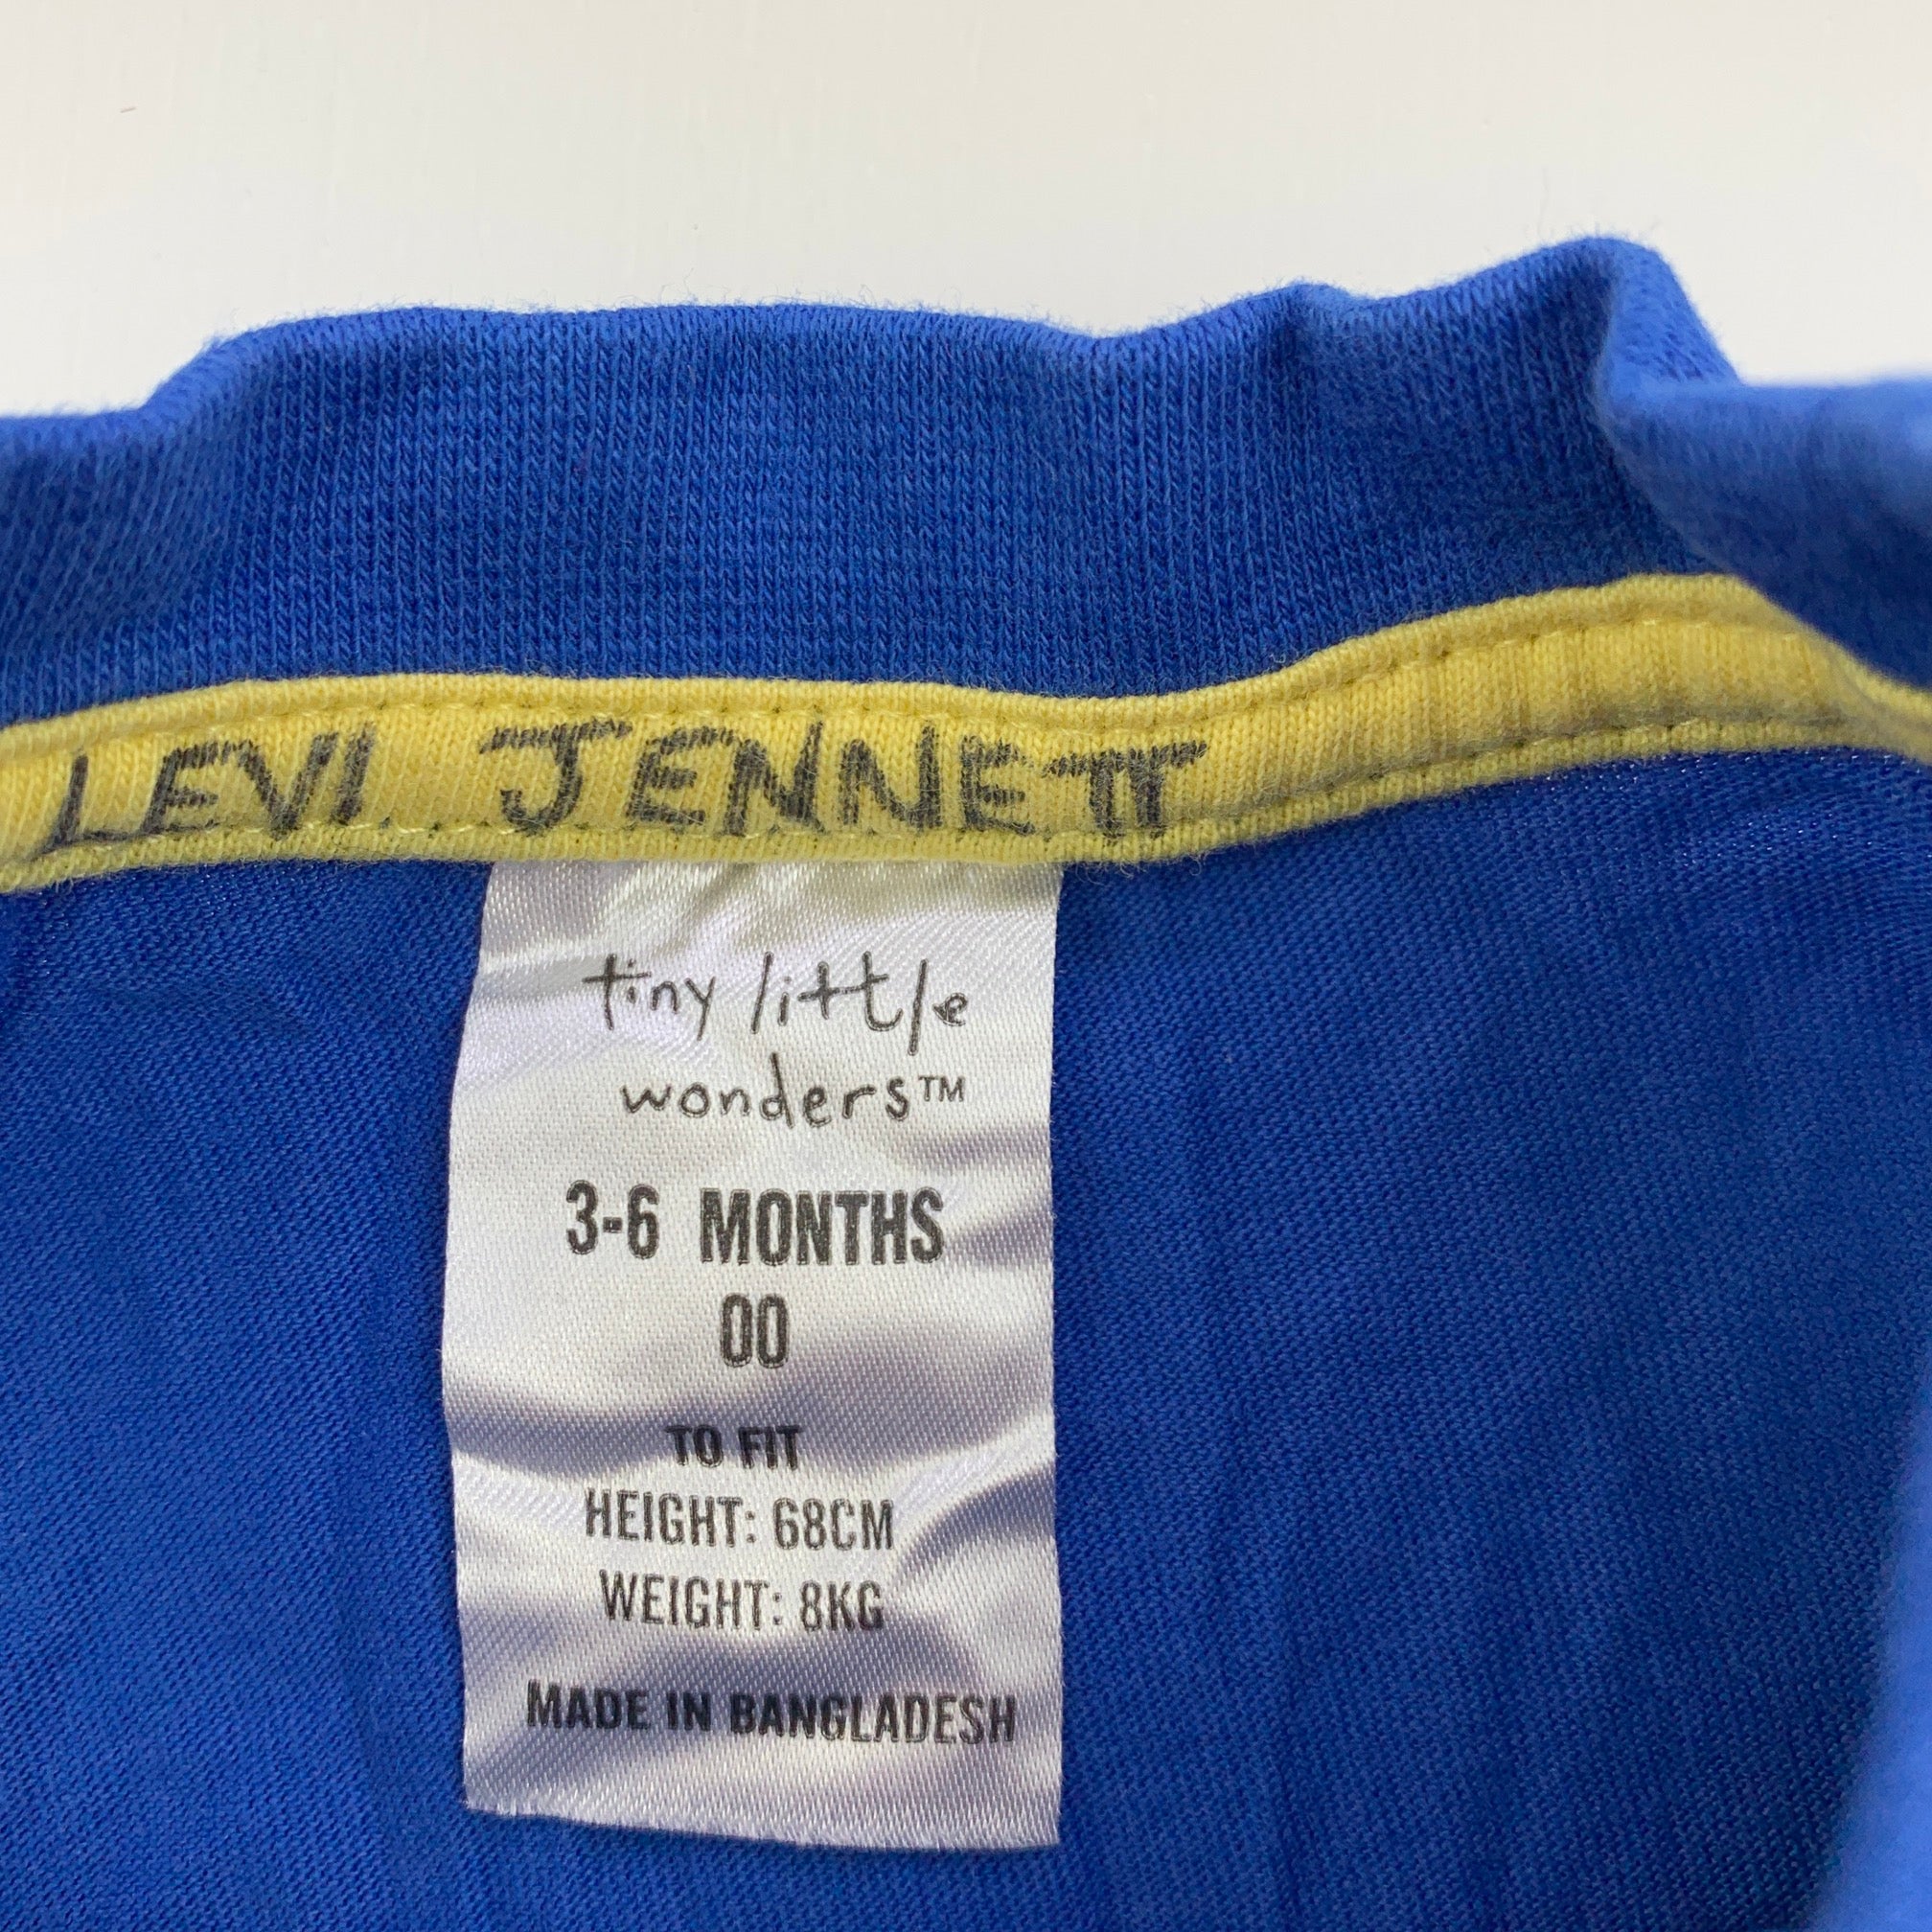 LEVI JENNETT
tiny little
wonders™
3-6 MONTHS
00
TO FIT
HEIGHT: 68CM
WEIGHT: 8KG
MADE IN BANGLADESH